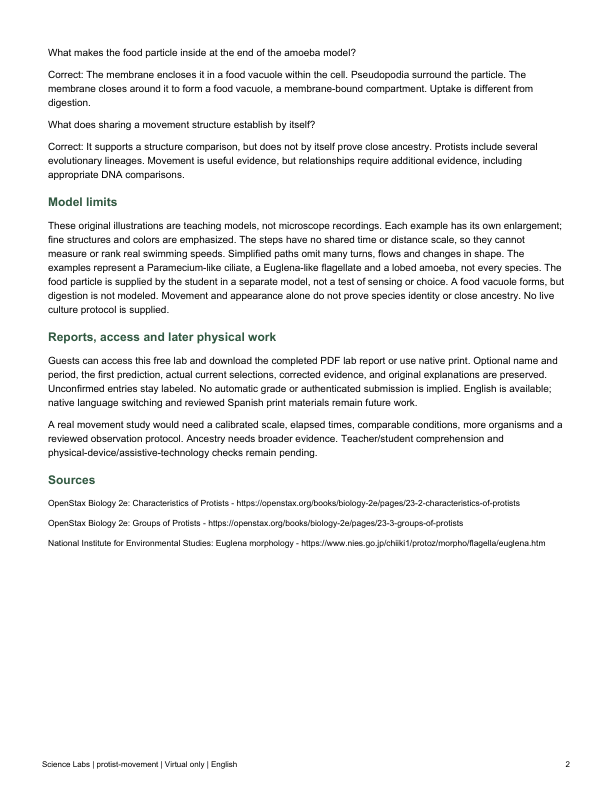 What makes the food particle inside at the end of the amoeba model?
Correct: The membrane encloses it in a food vacuole within the cell. Pseudopodia surround the particle. The
membrane closes around it to form a food vacuole, a membrane-bound compartment. Uptake is different from
digestion.
What does sharing a movement structure establish by itself?
Correct: It supports a structure comparison, but does not by itself prove close ancestry. Protists include several
evolutionary lineages. Movement is useful evidence, but relationships require additional evidence, including
appropriate DNA comparisons.
Model limits
These original illustrations are teaching models, not microscope recordings. Each example has its own enlargement;
fine structures and colors are emphasized. The steps have no shared time or distance scale, so they cannot
measure or rank real swimming speeds. Simplified paths omit many turns, flows and changes in shape. The
examples represent a Paramecium-like ciliate, a Euglena-like flagellate and a lobed amoeba, not every species. The
food particle is supplied by the student in a separate model, not a test of sensing or choice. A food vacuole forms, but
digestion is not modeled. Movement and appearance alone do not prove species identity or close ancestry. No live
culture protocol is supplied.
Reports, access and later physical work
Guests can access this free lab and download the completed PDF lab report or use native print. Optional name and
period, the first prediction, actual current selections, corrected evidence, and original explanations are preserved.
Unconfirmed entries stay labeled. No automatic grade or authenticated submission is implied. English is available;
native language switching and reviewed Spanish print materials remain future work.
A real movement study would need a calibrated scale, elapsed times, comparable conditions, more organisms and a
reviewed observation protocol. Ancestry needs broader evidence. Teacher/student comprehension and
physical-device/assistive-technology checks remain pending.
Sources
OpenStax Biology 2e: Characteristics of Protists - https://openstax.org/books/biology-2e/pages/23-2-characteristics-of-protists
OpenStax Biology 2e: Groups of Protists - https://openstax.org/books/biology-2e/pages/23-3-groups-of-protists
National Institute for Environmental Studies: Euglena morphology - https://www.nies.go.jp/chiiki1/protoz/morpho/flagella/euglena.htm
Science Labs | protist-movement | Virtual only | English 2